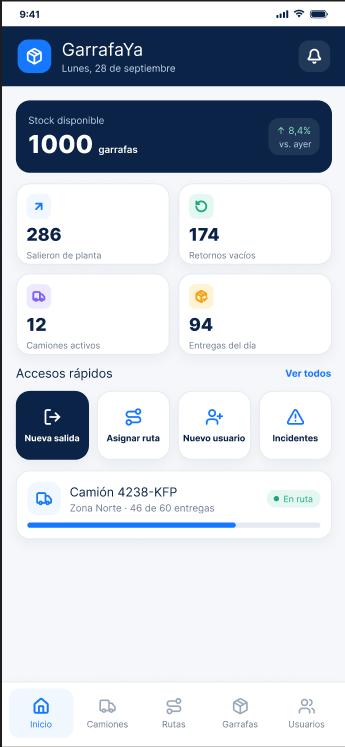 9:41
GarrafaYa
Lunes, 28 de septiembre
Stock disponible
1000 garrafas
↑ 8,4%
vs. ayer
286
Salieron de planta
174
Retornos vacíos
12
Camiones activos
94
Entregas del día
Accesos rápidos
Ver todos
Nueva salida
Asignar ruta
Nuevo usuario
Incidentes
Camión 4238-KFP
Zona Norte · 46 de 60 entregas
En ruta
Inicio
Camiones
Rutas
Garrafas
Usuarios